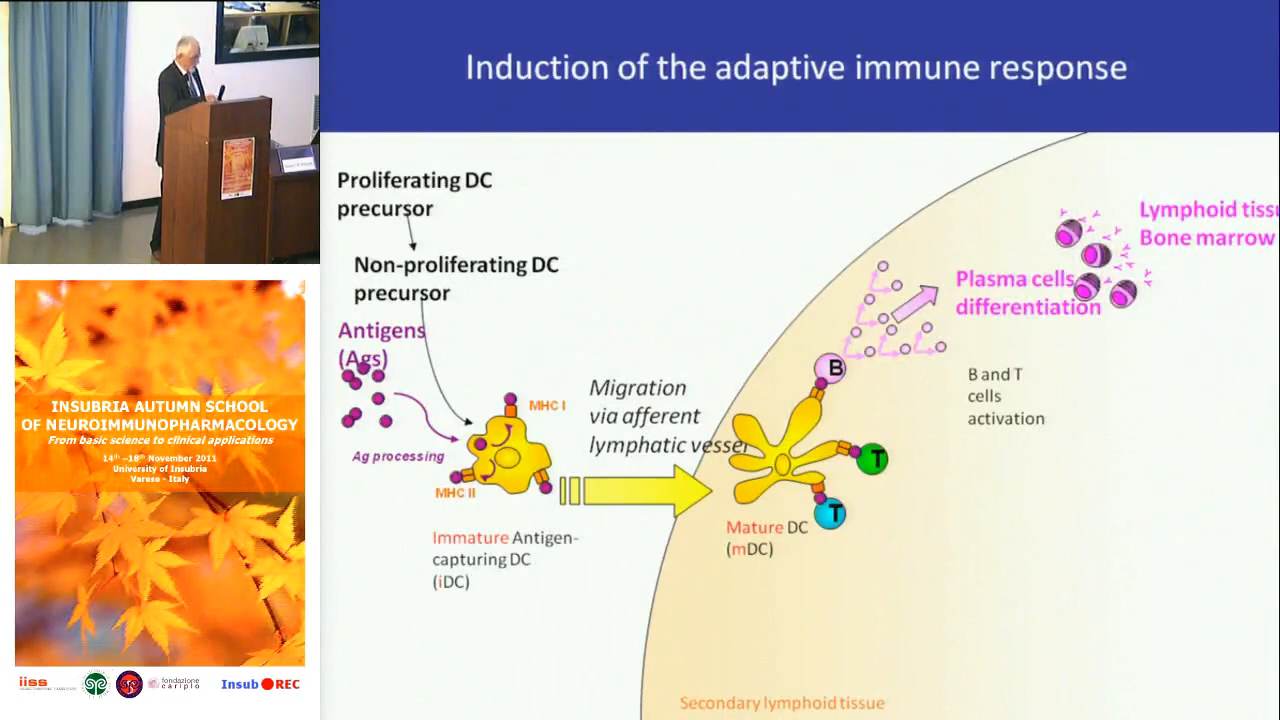 Induction of the adaptive immune response
Proliferating DC
precursor
Non-proliferating DC
precursor
Antigens
(Ags)
MHC I
Ag processing
MHC II
Immature Antigen-
capturing DC
(iDC)
Migration
via afferent
lymphatic vessel
B
T
T
Mature DC
(mDC)
Plasma cells
differentiation
Lymphoid tissu
Bone marrow
B and T
cells
activation
Secondary lymphoid tissue
INSUBRIA AUTUMN SCHOOL
OF NEUROIMMUNOPHARMACOLOGY
From basic science to clinical applications
14th –18th November 2011
University of Insubria
Varese - Italy
iiss
fondazione
cariplo
Insub REC